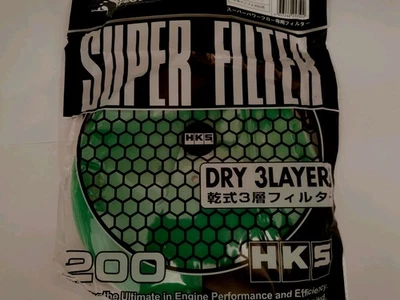 スーパーパワーフロー専用フィルター
SUPER FILTER
HKS
DRY 3LAYER
乾式3層フィルター
200
HKS
the Ultimate in Engine Performance and Efficiency